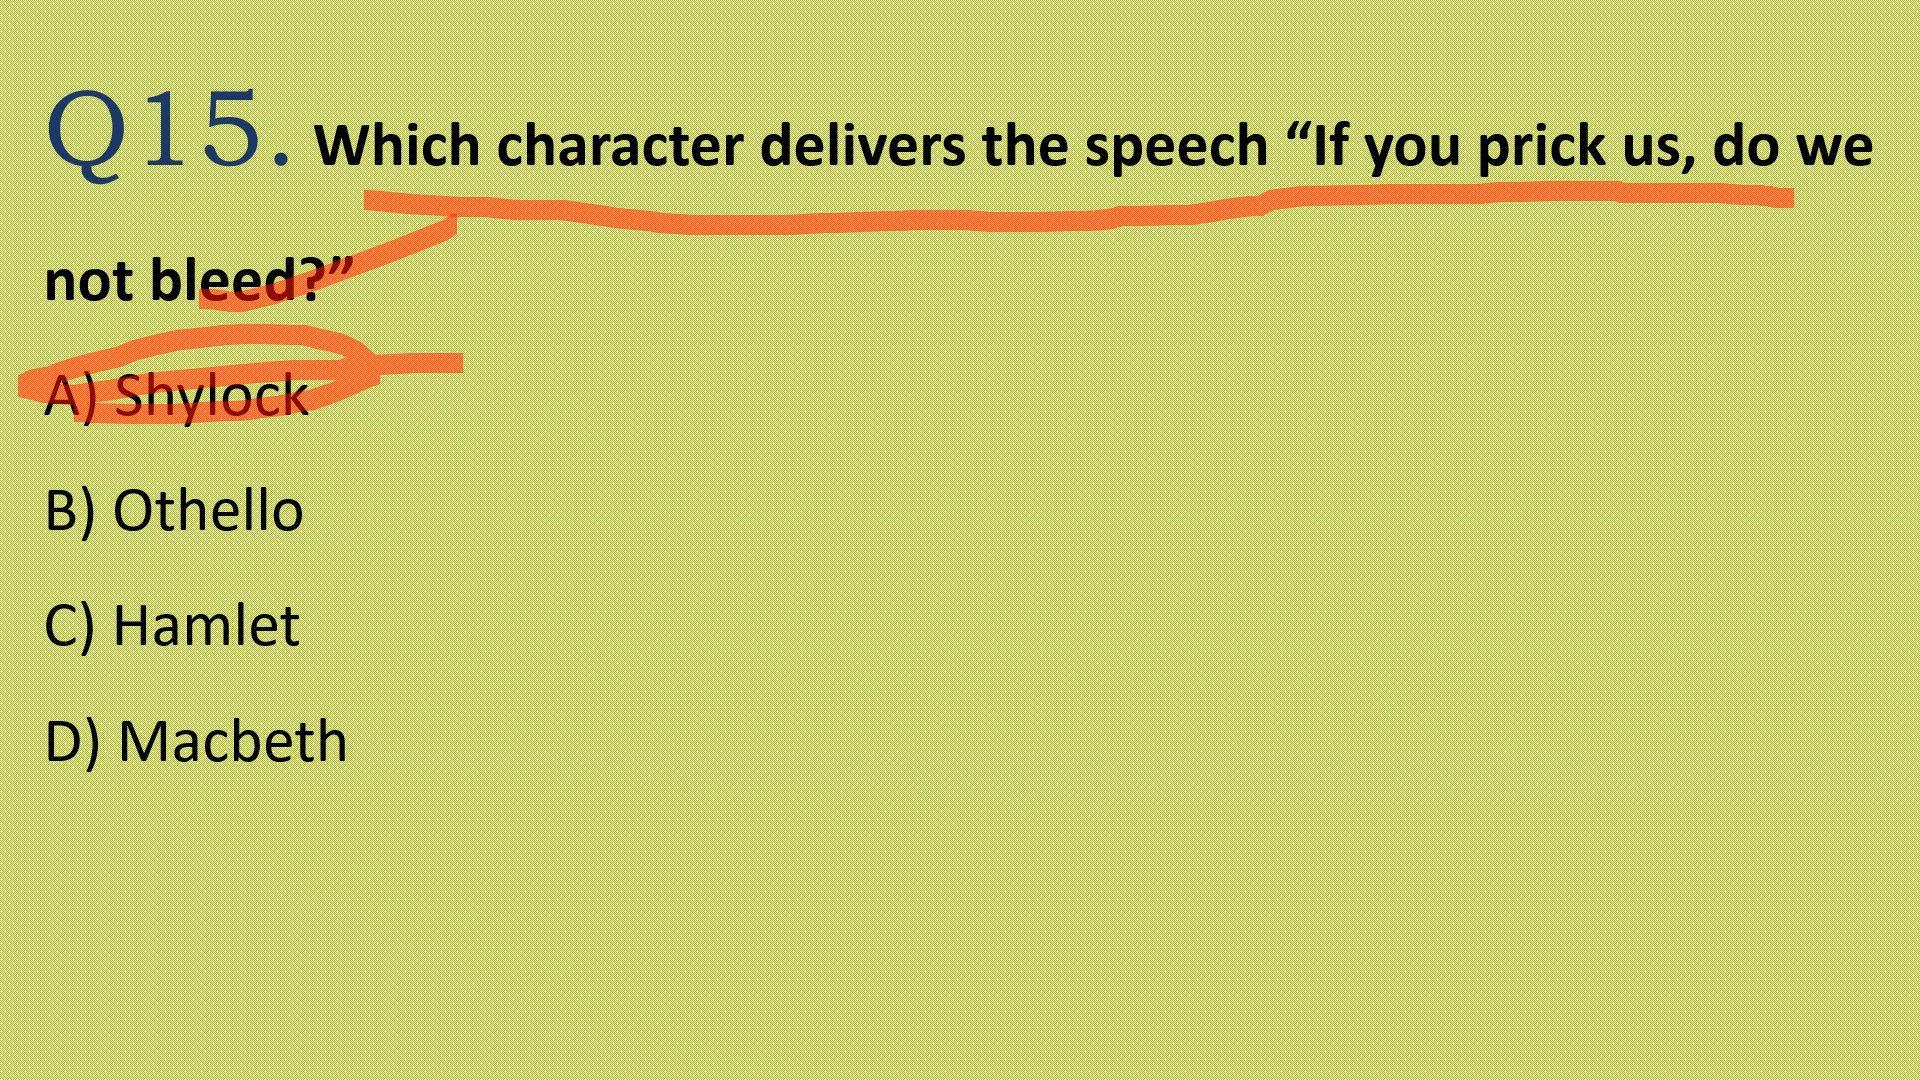 Q15. Which character delivers the speech “If you prick us, do we
not bleed?”
A) Shylock
B) Othello
C) Hamlet
D) Macbeth